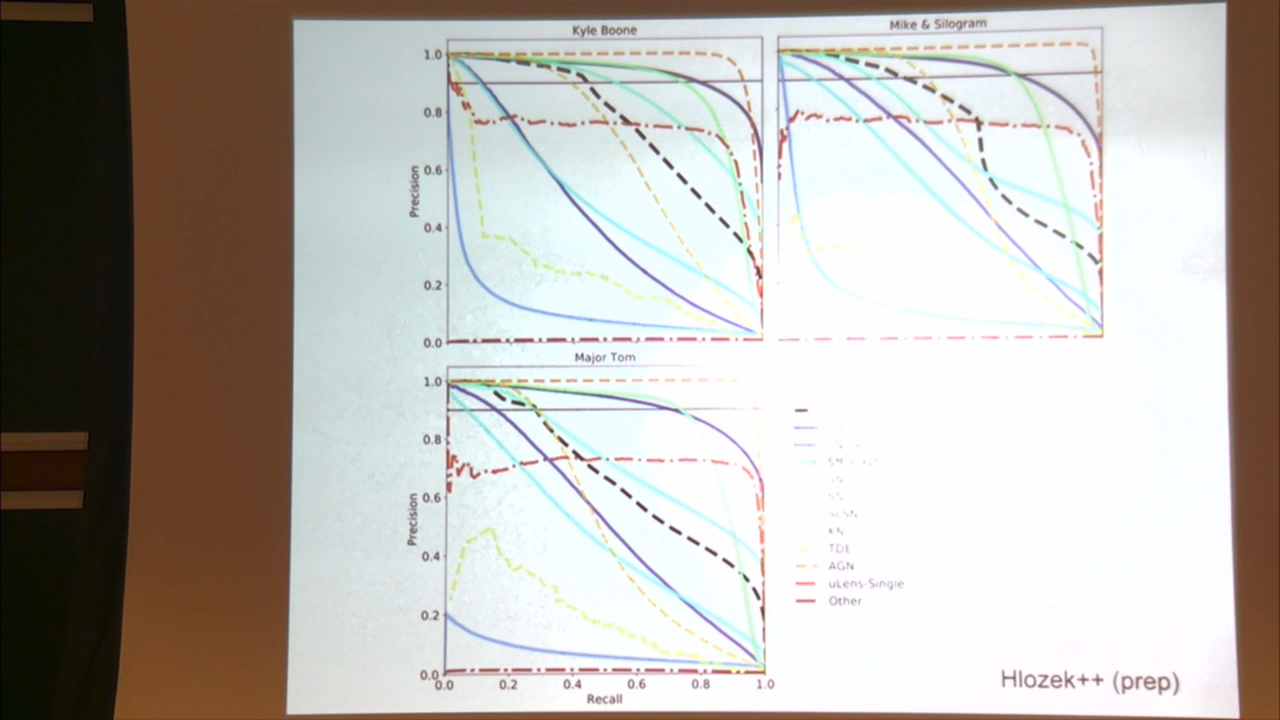 Kyle Boone
Mike & Silogram
1.0
0.8
0.6
0.4
0.2
0.0
Precision
Major Tom
1.0
0.8
0.6
0.4
0.2
0.0
Precision
0.0 0.2 0.4 0.6 0.8 1.0
Recall
SLSN
KN
TDE
AGN
uLens-Single
Other
Hlozek++ (prep)